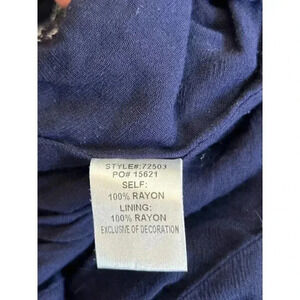 STYLE#:72503
PO# 15621
SELF:
100% RAYON
LINING:
100% RAYON
EXCLUSIVE OF DECORATION